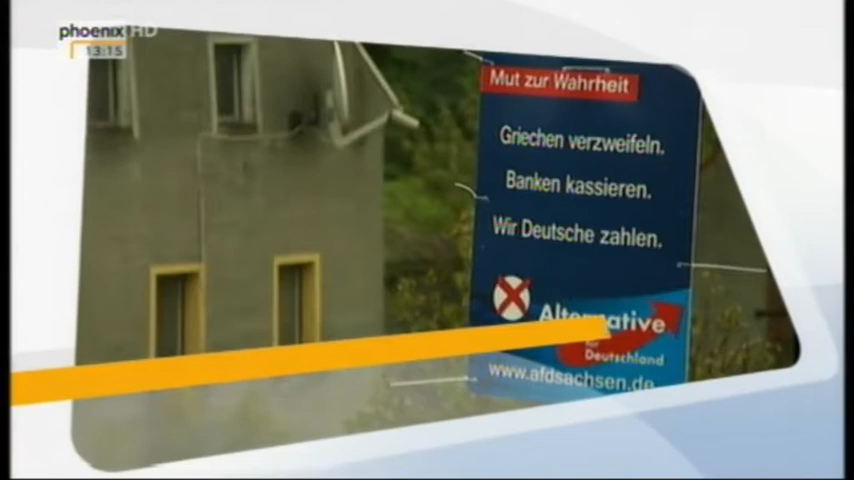 phoenix HD
13:15
Mut zur Wahrheit
Griechen verzweifeln.
Banken kassieren.
Wir Deutsche zahlen.
Alternative
für
Deutschland
www.afdsachsen.de